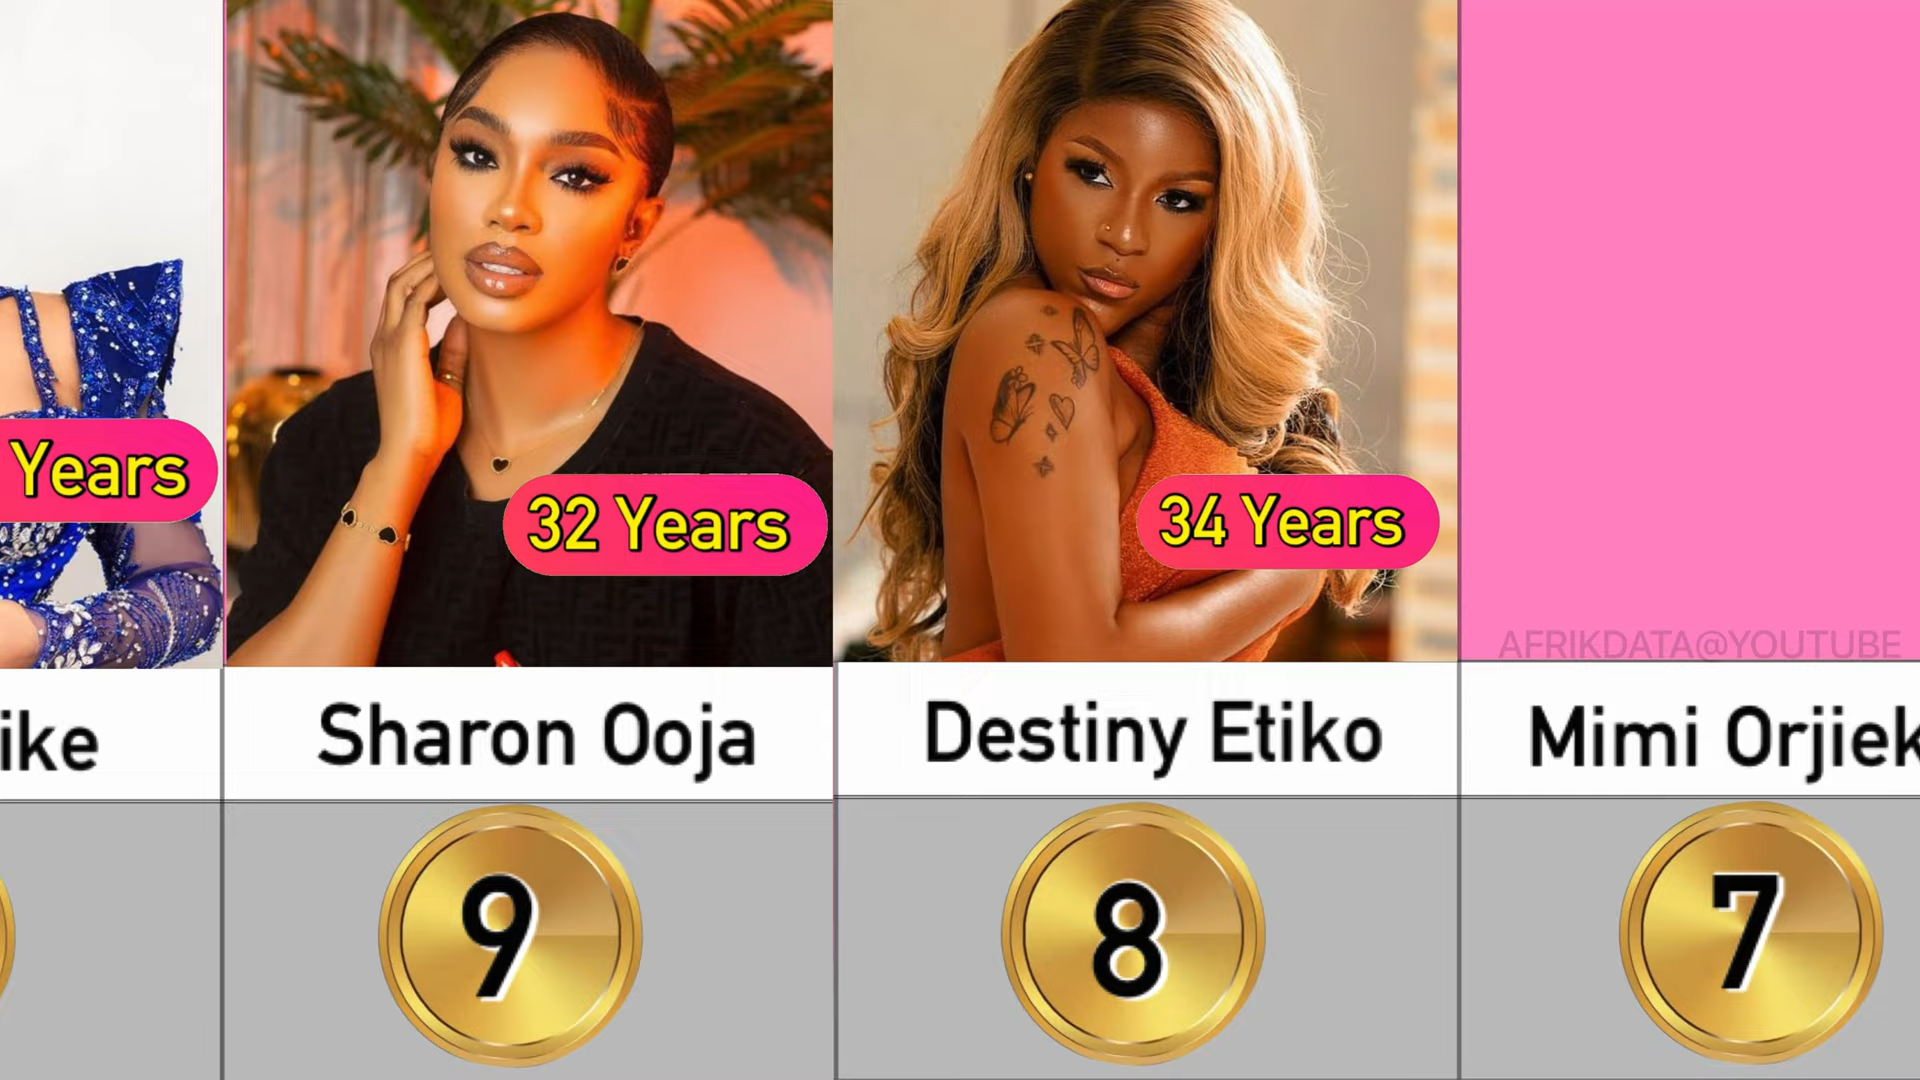 Years
32 Years
34 Years
AFRIKDATA@YOUTUBE
ike
Sharon Ooja
Destiny Etiko
Mimi Orjiek
9
8
7